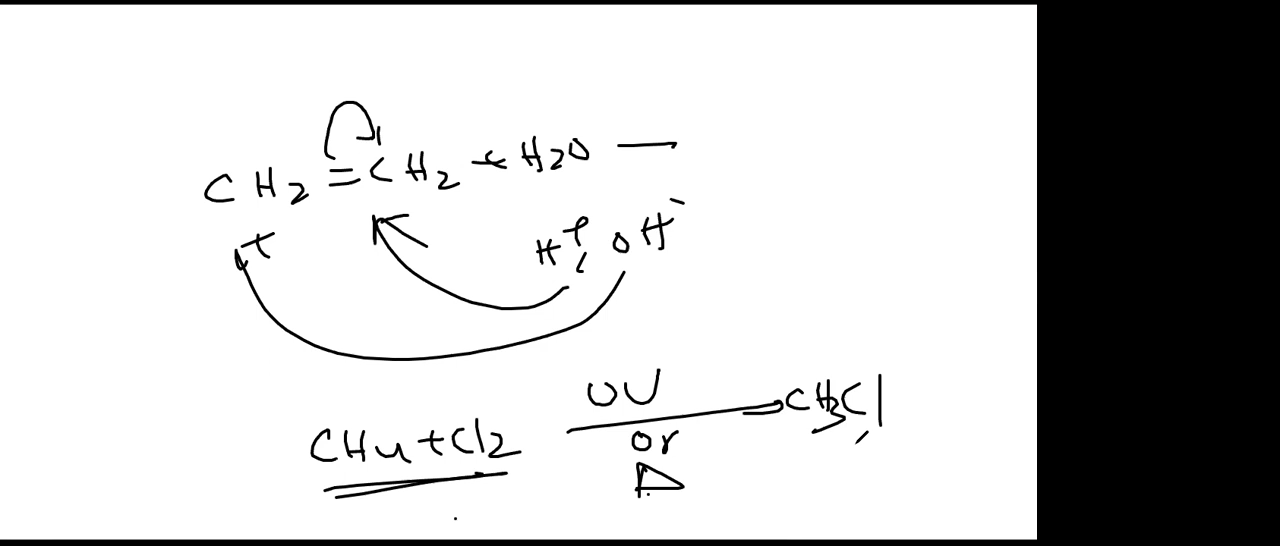 CH2=CH2 + H2O —
+ H+ OH-
UV
CH4+Cl2 → CH3Cl
or
Δ